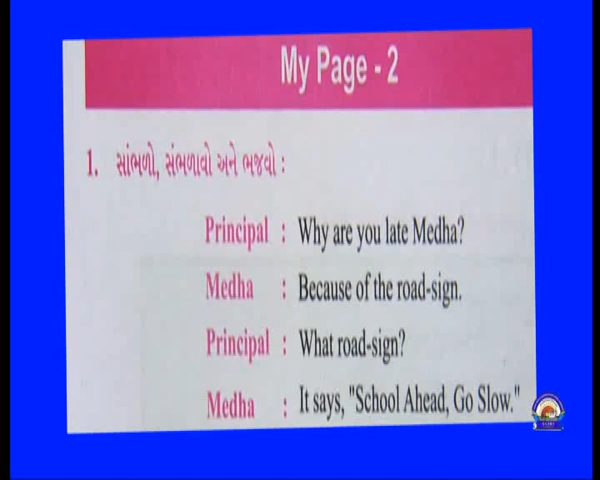 My Page - 2
1. સાંભળો, સંભળાવો અને ભજવો :
Principal : Why are you late Medha?
Medha : Because of the road-sign.
Principal : What road-sign?
Medha : It says, "School Ahead, Go Slow."